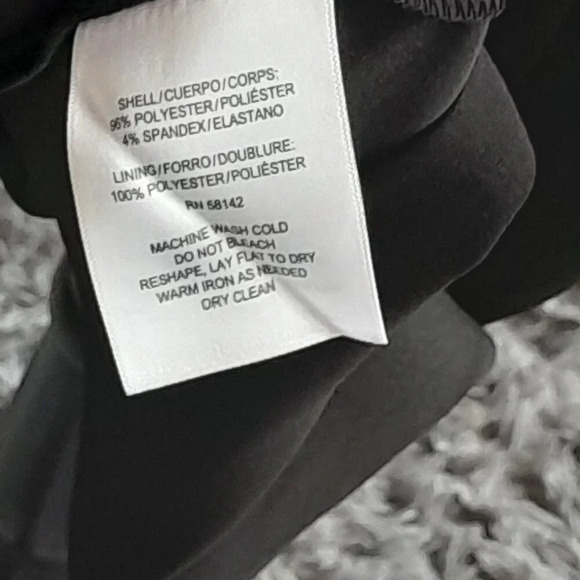 SHELL/CUERPO/CORPS:
96% POLYESTER/POLIÉSTER
4% SPANDEX/ELASTANO
LINING/FORRO/DOUBLURE:
100% POLYESTER/POLIÉSTER
RN 58142
MACHINE WASH COLD
DO NOT BLEACH
RESHAPE, LAY FLAT TO DRY
WARM IRON AS NEEDED
DRY CLEAN